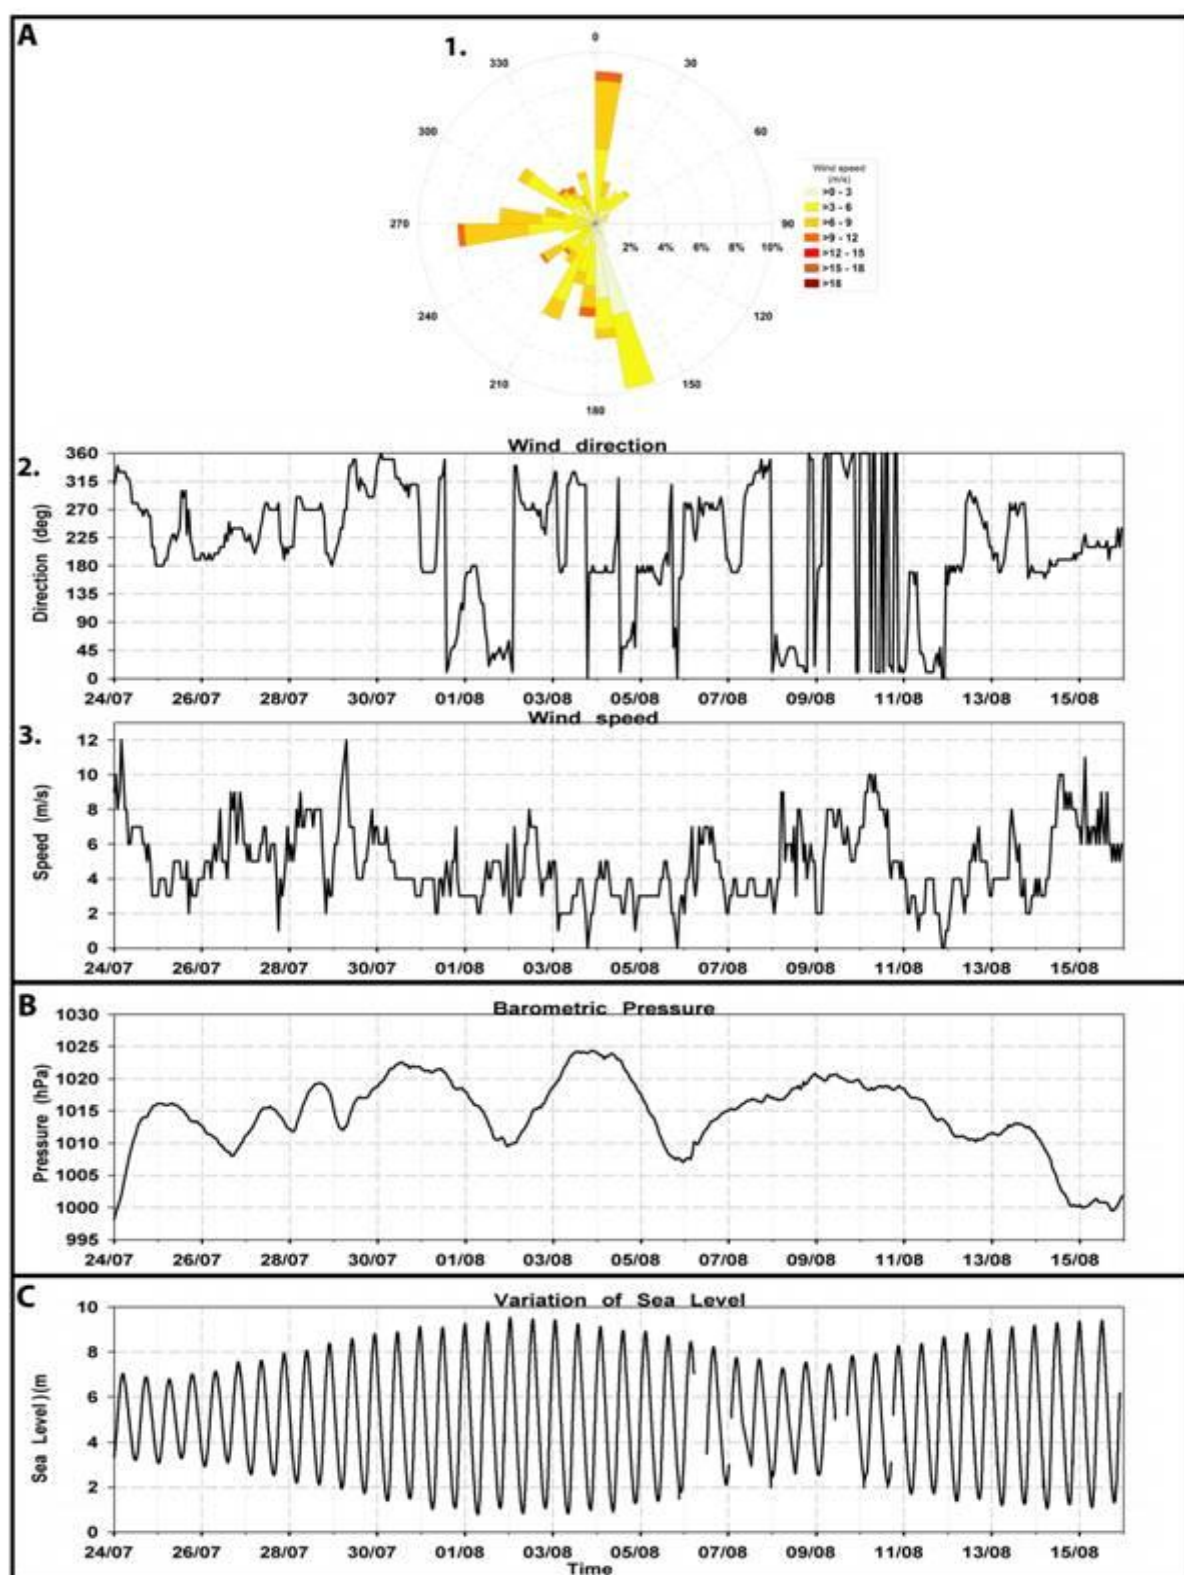 A
1.
0
330
30
300
60
Wind speed
(m/s)
>0 - 3
>3 - 6
270
90
>6 - 9
2% 4% 6% 8% 10%
>9 - 12
>12 - 15
>15 - 18
>18
240
120
210
150
180
2.
Wind direction
Direction (deg)
360
315
270
225
180
135
90
45
0
24/07 26/07 28/07 30/07 01/08 03/08 05/08 07/08 09/08 11/08 13/08 15/08
3.
Wind speed
Speed (m/s)
12
10
8
6
4
2
0
24/07 26/07 28/07 30/07 01/08 03/08 05/08 07/08 09/08 11/08 13/08 15/08
B
Barometric Pressure
Pressure (hPa)
1030
1025
1020
1015
1010
1005
1000
995
24/07 26/07 28/07 30/07 01/08 03/08 05/08 07/08 09/08 11/08 13/08 15/08
C
Variation of Sea Level
Sea Level)(m
10
8
6
4
2
0
24/07 26/07 28/07 30/07 01/08 03/08 05/08 07/08 09/08 11/08 13/08 15/08
Time